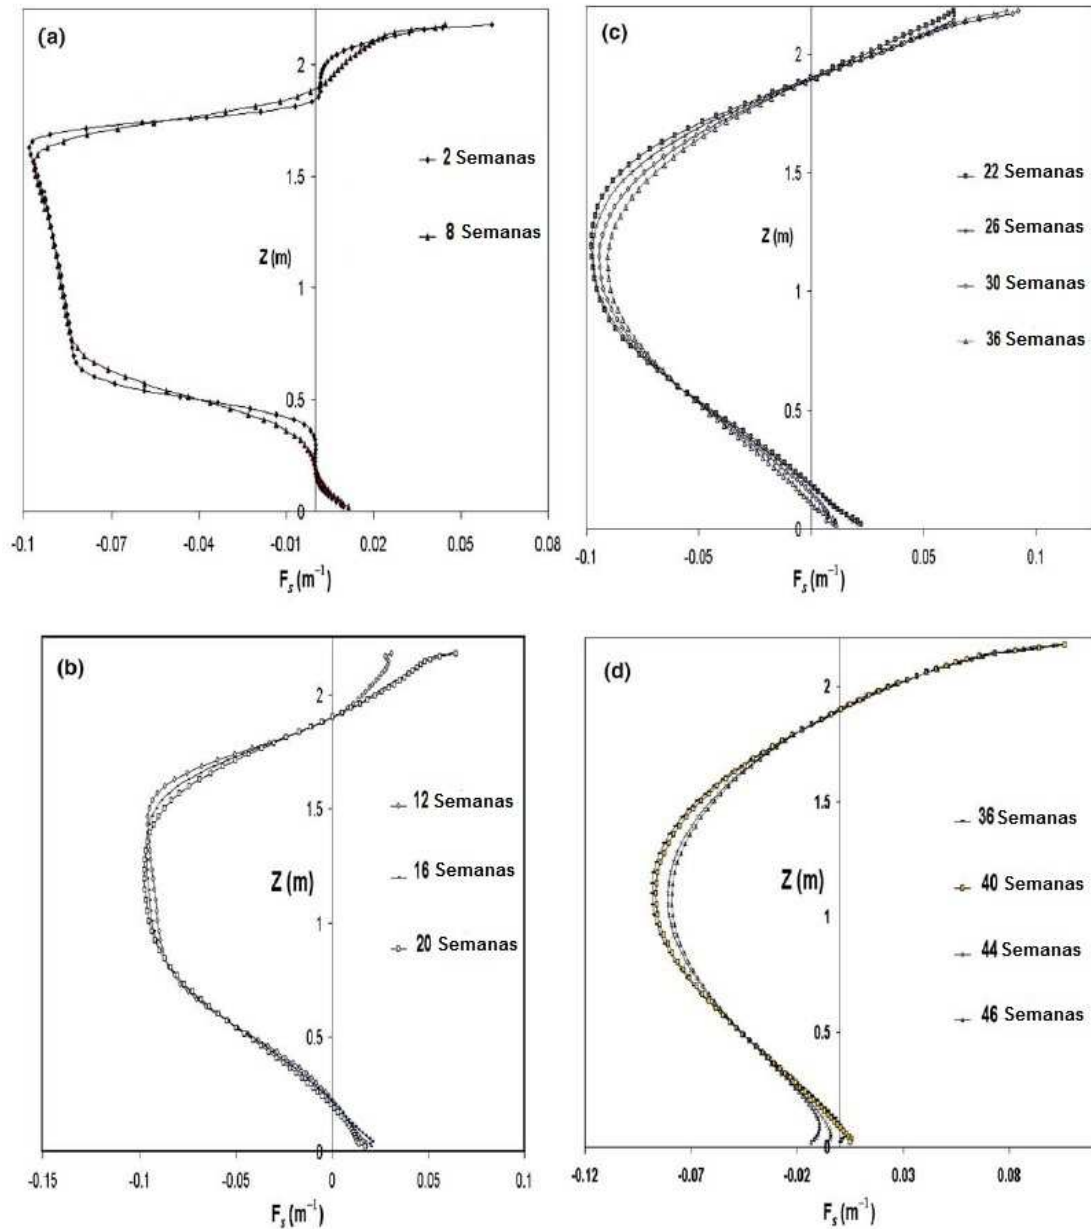 (a)
2
2 Semanas
1.5
8 Semanas
Z (m)
1
0.5
0
-0.1 -0.07 -0.04 -0.01 0.02 0.05 0.08
Fs (m⁻¹)
(c)
2
22 Semanas
1.5
26 Semanas
Z (m)
30 Semanas
1
36 Semanas
0.5
0
-0.1 -0.05 0 0.05 0.1
Fs (m⁻¹)
(b)
2
1.5
12 Semanas
Z (m)
16 Semanas
1
20 Semanas
0.5
0
-0.15 -0.1 -0.05 0 0.05 0.1
Fs (m⁻¹)
(d)
2
1.5
36 Semanas
Z (m)
40 Semanas
1
44 Semanas
46 Semanas
0.5
0
-0.12 -0.07 -0.02 0.03 0.08
Fs (m⁻¹)